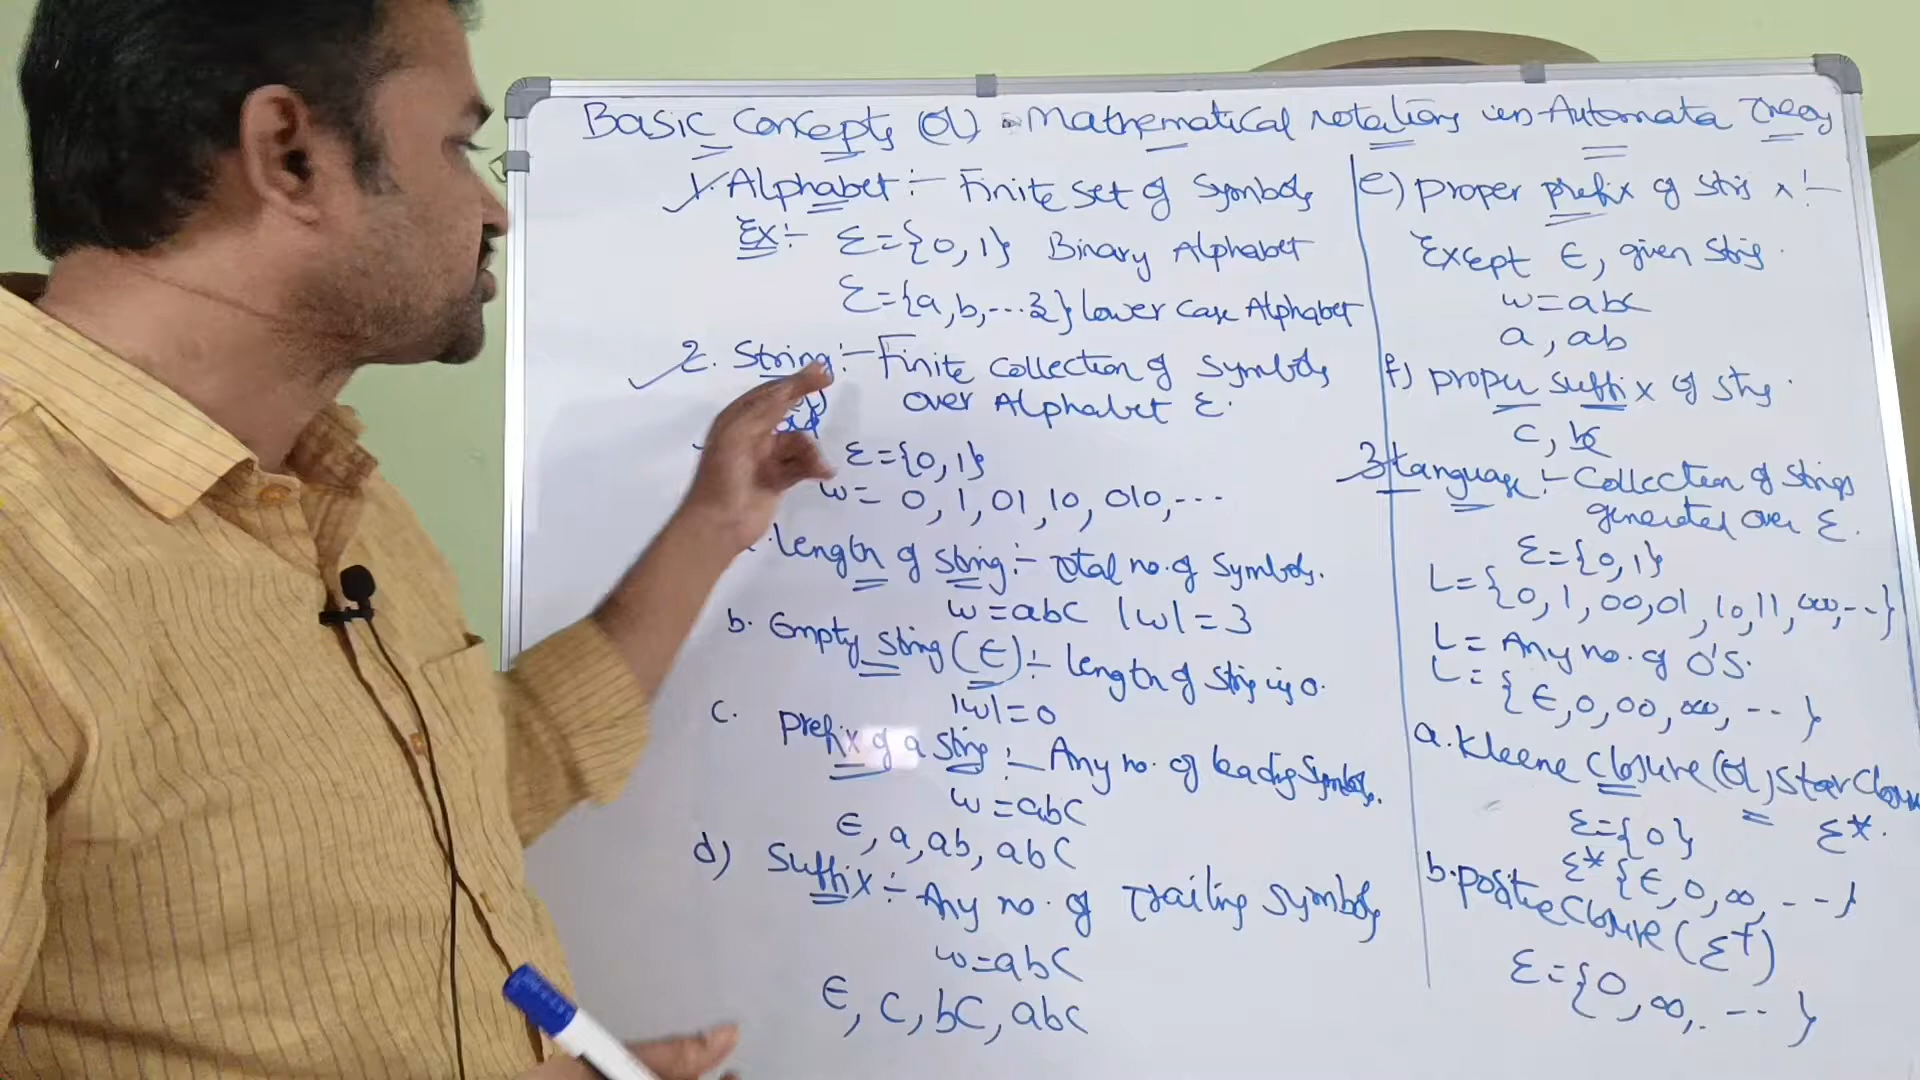 Basic Concepts (or) Mathematical notations in Automata Theory
1. Alphabet :- Finite set of Symbols
Ex:- Σ={0,1} Binary Alphabet
Σ={a,b,...z} lower case Alphabet
2. String :- Finite Collection of Symbols
over Alphabet Σ.
Σ={0,1}
w= 0,1,01,10,010,...
length of string :- Total no. of Symbols.
w=abc |w|=3
b. Empty string (ϵ) :- length of string is 0.
|w|=0
c. Prefix of a string :- Any no. of leading Symbols.
w=abc
ϵ, a, ab, abc
d) Suffix :- Any no. of Trailing Symbols
w=abc
ϵ, c, bc, abc
e) proper prefix of string x :-
Except ϵ, given string.
w=abc
a, ab
f) proper suffix of string.
c, bc
3. Language :- Collection of Strings
generated over Σ.
Σ={0,1}
L={0,1,00,01,10,11,000,--}
L= Any no. of 0'S.
L= {ϵ,0,00,000,--}
a. Kleene Closure (or) Star Closure
Σ={0} Σ*.
Σ* {ϵ,0,00,---}
b. Positive Closure (Σ+)
Σ={0,00,. ---}